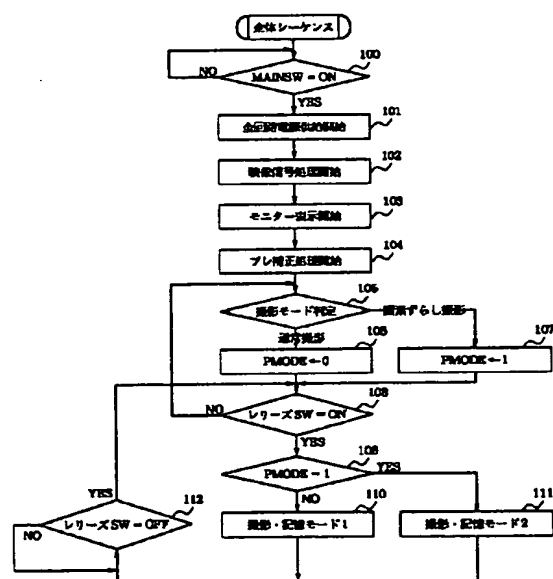 全体シーケンス
100
MAINSW = ON
NO
YES
101
全回路電源供給開始
102
映像信号処理開始
103
モニター表示開始
104
ブレ補正処理開始
105
撮影モード判定
画素ずらし撮影
通常撮影
106
107
PMODE←0
PMODE←1
108
レリーズSW = ON
NO
YES
109
PMODE = 1
YES
NO
110
111
撮影・記憶モード1
撮影・記憶モード2
YES
112
レリーズSW = OFF
NO